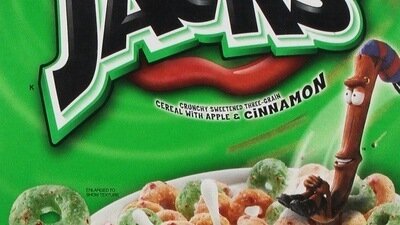 JACKS
K
CRUNCHY SWEETENED THREE-GRAIN
CEREAL WITH APPLE & CiNNAMON
ENLARGED TO
SHOW TEXTURE